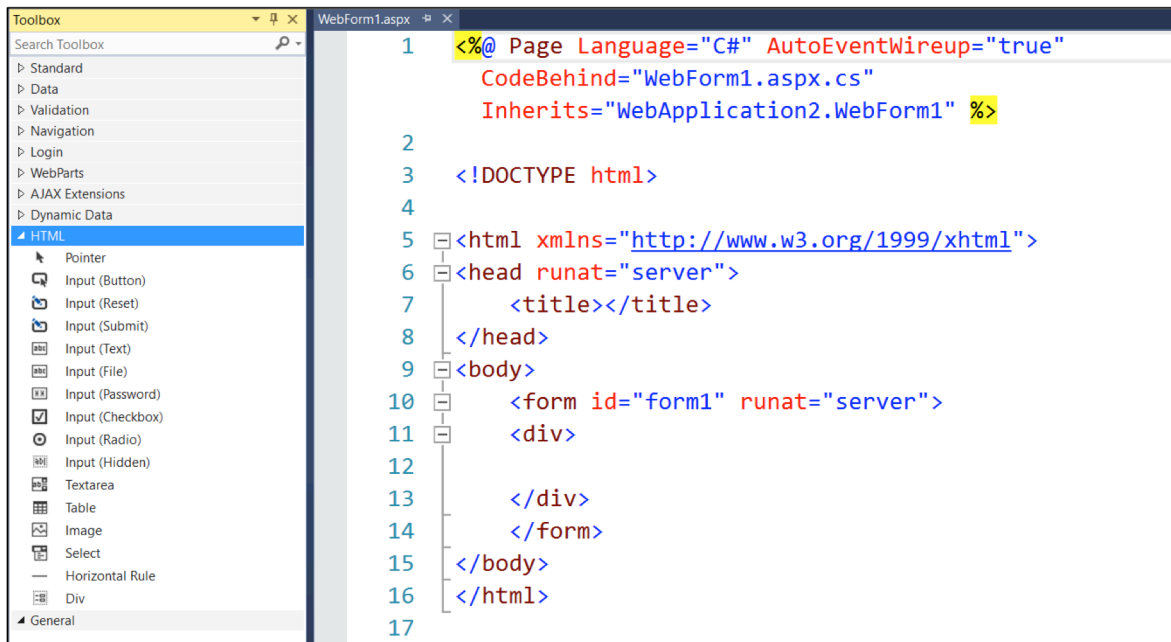 Toolbox
Search Toolbox
Standard
Data
Validation
Navigation
Login
WebParts
AJAX Extensions
Dynamic Data
HTML
Pointer
Input (Button)
Input (Reset)
Input (Submit)
Input (Text)
Input (File)
Input (Password)
Input (Checkbox)
Input (Radio)
Input (Hidden)
Textarea
Table
Image
Select
Horizontal Rule
Div
General
WebForm1.aspx
1 <%@ Page Language="C#" AutoEventWireup="true"
CodeBehind="WebForm1.aspx.cs"
Inherits="WebApplication2.WebForm1" %>
2
3 <!DOCTYPE html>
4
5 <html xmlns="http://www.w3.org/1999/xhtml">
6 <head runat="server">
7 <title></title>
8 </head>
9 <body>
10 <form id="form1" runat="server">
11 <div>
12
13 </div>
14 </form>
15 </body>
16 </html>
17